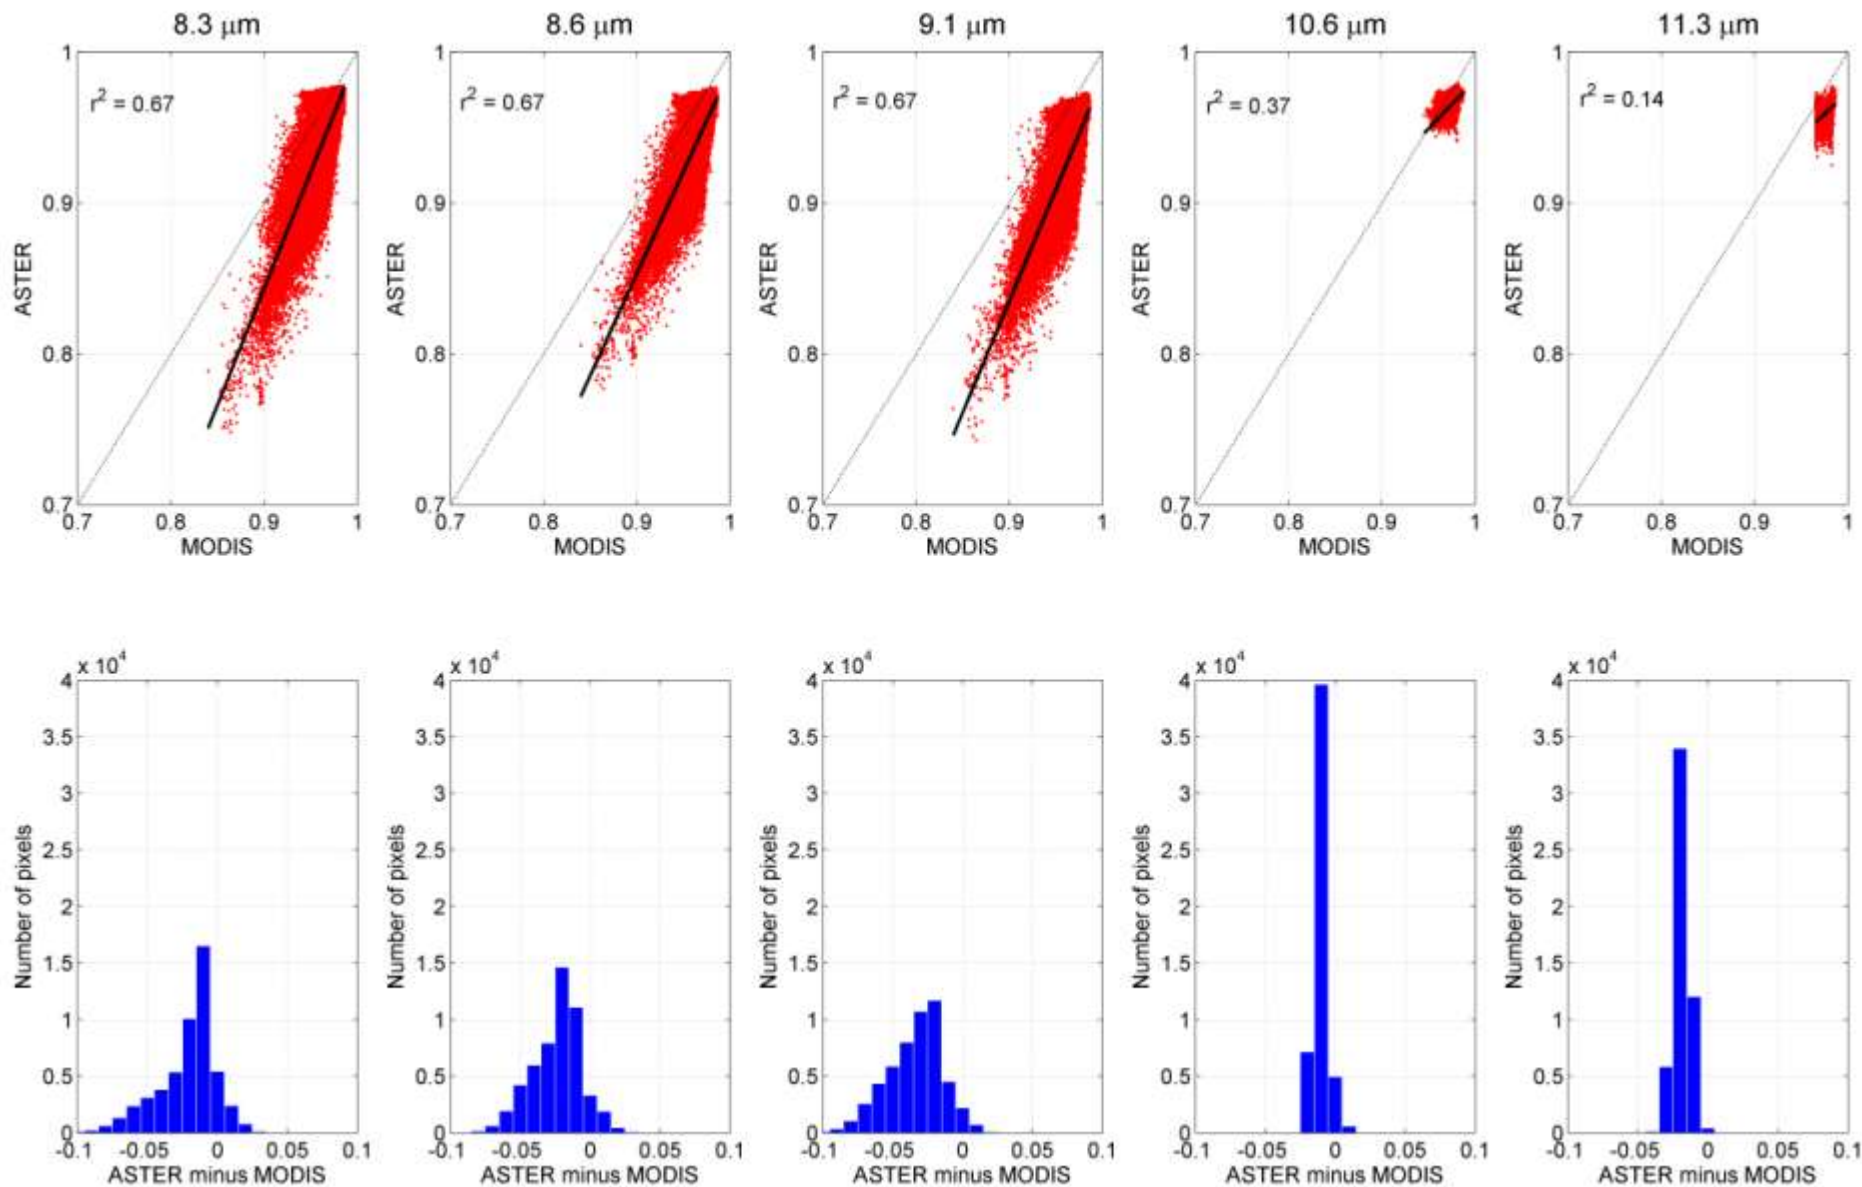 8.3 μm 8.6 μm 9.1 μm 10.6 μm 11.3 μm
1 1 1 1 1
r² = 0.67 r² = 0.67 r² = 0.67 r² = 0.37 r² = 0.14
0.9 0.9 0.9 0.9 0.9
ASTER ASTER ASTER ASTER ASTER
0.8 0.8 0.8 0.8 0.8
0.7 0.7 0.7 0.7 0.7
0.7 0.8 0.9 1 0.7 0.8 0.9 1 0.7 0.8 0.9 1 0.7 0.8 0.9 1 0.7 0.8 0.9 1
MODIS MODIS MODIS MODIS MODIS
x 10⁴ x 10⁴ x 10⁴ x 10⁴ x 10⁴
4 4 4 4 4
3.5 3.5 3.5 3.5 3.5
3 3 3 3 3
2.5 2.5 2.5 2.5 2.5
Number of pixels Number of pixels Number of pixels Number of pixels Number of pixels
2 2 2 2 2
1.5 1.5 1.5 1.5 1.5
1 1 1 1 1
0.5 0.5 0.5 0.5 0.5
0 0 0 0 0
-0.1 -0.05 0 0.05 0.1 -0.1 -0.05 0 0.05 0.1 -0.1 -0.05 0 0.05 0.1 -0.1 -0.05 0 0.05 0.1 -0.1 -0.05 0 0.05 0.1
ASTER minus MODIS ASTER minus MODIS ASTER minus MODIS ASTER minus MODIS ASTER minus MODIS